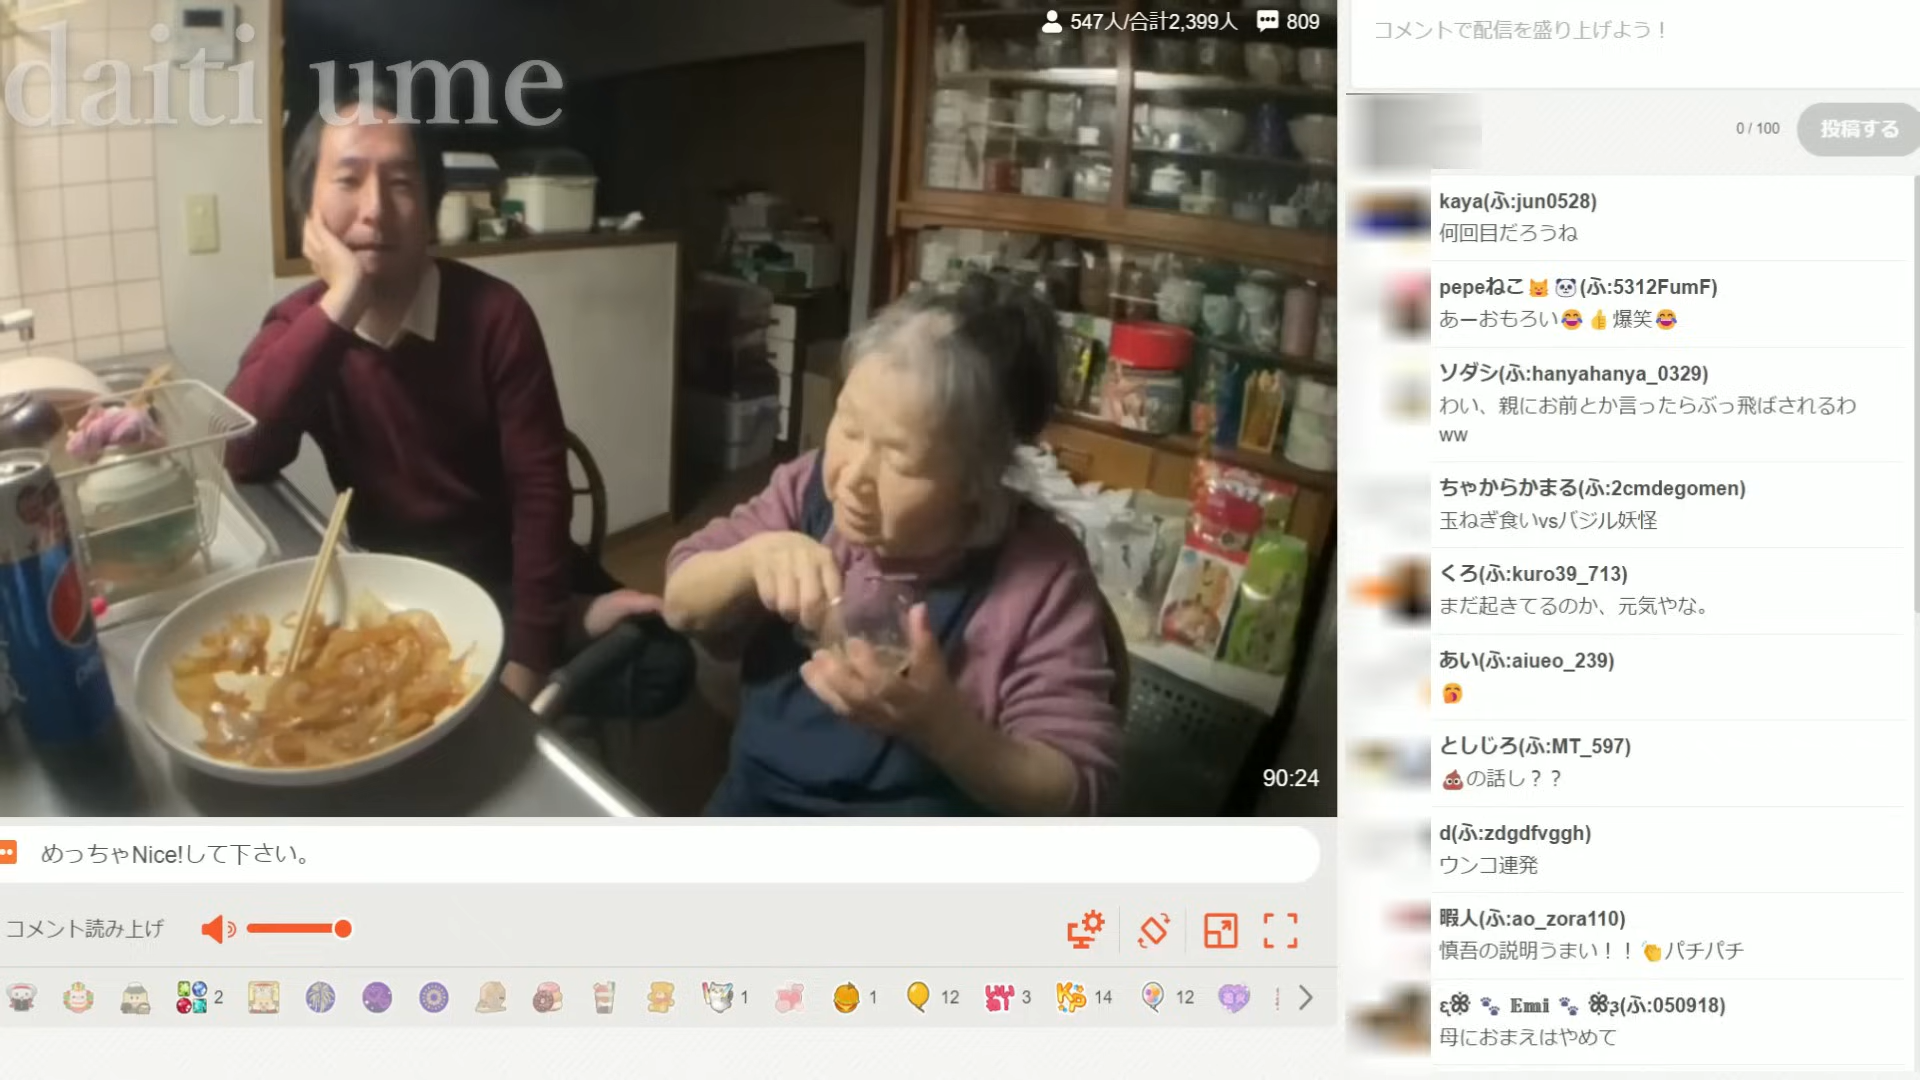 daiti ume
547人/合計2,399人 809
90:24
めっちゃNice!して下さい。
コメント読み上げ
2
1
1
12
3
14
12
コメントで配信を盛り上げよう!
0 / 100
投稿する
kaya(ふ:jun0528)
何回目だろうね
pepeねこ🐱🐼(ふ:5312FumF)
あーおもろい😂👍爆笑😂
ソダシ(ふ:hanyahanya_0329)
わい、親にお前とか言ったらぶっ飛ばされるわ
ww
ちゃからかまる(ふ:2cmdegomen)
玉ねぎ食いvsバジル妖怪
くろ(ふ:kuro39_713)
まだ起きてるのか、元気やな。
あい(ふ:aiueo_239)
🥱
としじろ(ふ:MT_597)
💩の話し？？
d(ふ:zdgdfvggh)
ウンコ連発
暇人(ふ:ao_zora110)
慎吾の説明うまい！！👏パチパチ
ε🌼 🐾 𝔼𝕞𝕚 🐾 🌼з(ふ:050918)
母におまえはやめて